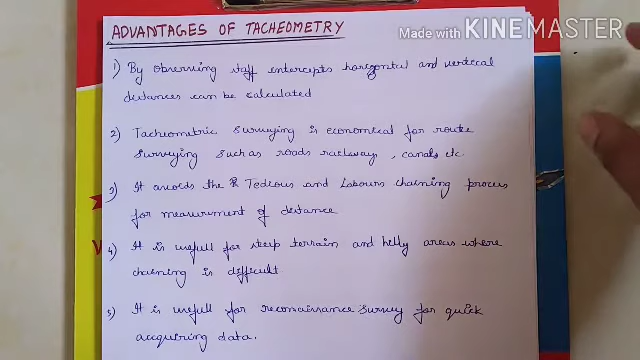 ADVANTAGES OF TACHEOMETRY
Made with KINEMASTER
1) By observing staff intercepts horizontal and vertical
distances can be calculated
2) Tacheometric surveying is economical for route
surveying such as roads railways, canals etc.
3) It avoids the Tedeous and Labours chaining process
for measurement of distance
4) It is usefull for steep terrain and hilly areas where
chaining is difficult
5) It is usefull for reconaissance survey for quick
accquiring data.